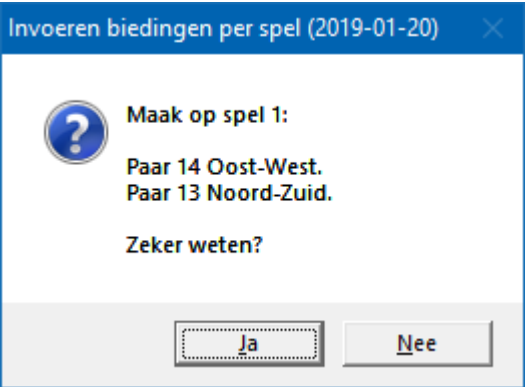 Invoeren biedingen per spel (2019-01-20)
Maak op spel 1:
Paar 14 Oost-West.
Paar 13 Noord-Zuid.
Zeker weten?
Ja
Nee